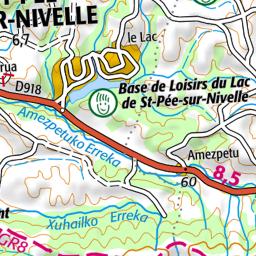 R-NIVELLE
6,7
le Lac
rua
D918
Base de Loisirs du Lac
de St-Pée-sur-Nivelle
Amezpetuko Erreka
Amezpetu
60
8.5
Xuhailko Erreka
GR8